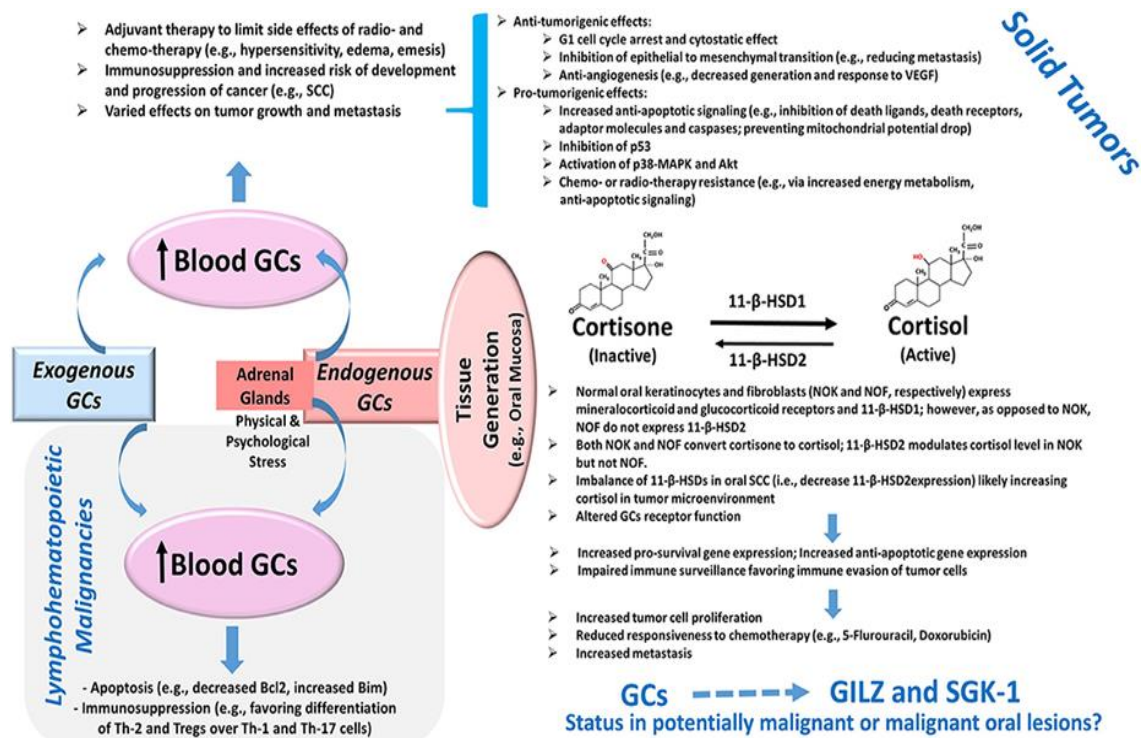 ➢ Adjuvant therapy to limit side effects of radio- and
chemo-therapy (e.g., hypersensitivity, edema, emesis)
➢ Immunosuppression and increased risk of development
and progression of cancer (e.g., SCC)
➢ Varied effects on tumor growth and metastasis
➢ Anti-tumorigenic effects:
➢ G1 cell cycle arrest and cytostatic effect
➢ Inhibition of epithelial to mesenchymal transition (e.g., reducing metastasis)
➢ Anti-angiogenesis (e.g., decreased generation and response to VEGF)
➢ Pro-tumorigenic effects:
➢ Increased anti-apoptotic signaling (e.g., inhibition of death ligands, death receptors,
adaptor molecules and caspases; preventing mitochondrial potential drop)
➢ Inhibition of p53
➢ Activation of p38-MAPK and Akt
➢ Chemo- or radio-therapy resistance (e.g., via increased energy metabolism,
anti-apoptotic signaling)
Solid Tumors
↑Blood GCs
Exogenous
GCs
Adrenal
Glands
Physical &
Psychological
Stress
Endogenous
GCs
Tissue
Generation
(e.g., Oral Mucosa)
Lymphohematopoietic
Malignancies
↑Blood GCs
- Apoptosis (e.g., decreased Bcl2, increased Bim)
- Immunosuppression (e.g., favoring differentiation
of Th-2 and Tregs over Th-1 and Th-17 cells)
CH₂OH
C=O
O
CH₃
OH
CH₃
O
Cortisone
(Inactive)
11-β-HSD1
11-β-HSD2
CH₂OH
C=O
HO
CH₃
OH
CH₃
O
Cortisol
(Active)
➢ Normal oral keratinocytes and fibroblasts (NOK and NOF, respectively) express
mineralocorticoid and glucocorticoid receptors and 11-β-HSD1; however, as opposed to NOK,
NOF do not express 11-β-HSD2
➢ Both NOK and NOF convert cortisone to cortisol; 11-β-HSD2 modulates cortisol level in NOK
but not NOF.
➢ Imbalance of 11-β-HSDs in oral SCC (i.e., decrease 11-β-HSD2expression) likely increasing
cortisol in tumor microenvironment
➢ Altered GCs receptor function
➢ Increased pro-survival gene expression; Increased anti-apoptotic gene expression
➢ Impaired immune surveillance favoring immune evasion of tumor cells
➢ Increased tumor cell proliferation
➢ Reduced responsiveness to chemotherapy (e.g., 5-Flurouracil, Doxorubicin)
➢ Increased metastasis
GCs
GILZ and SGK-1
Status in potentially malignant or malignant oral lesions?